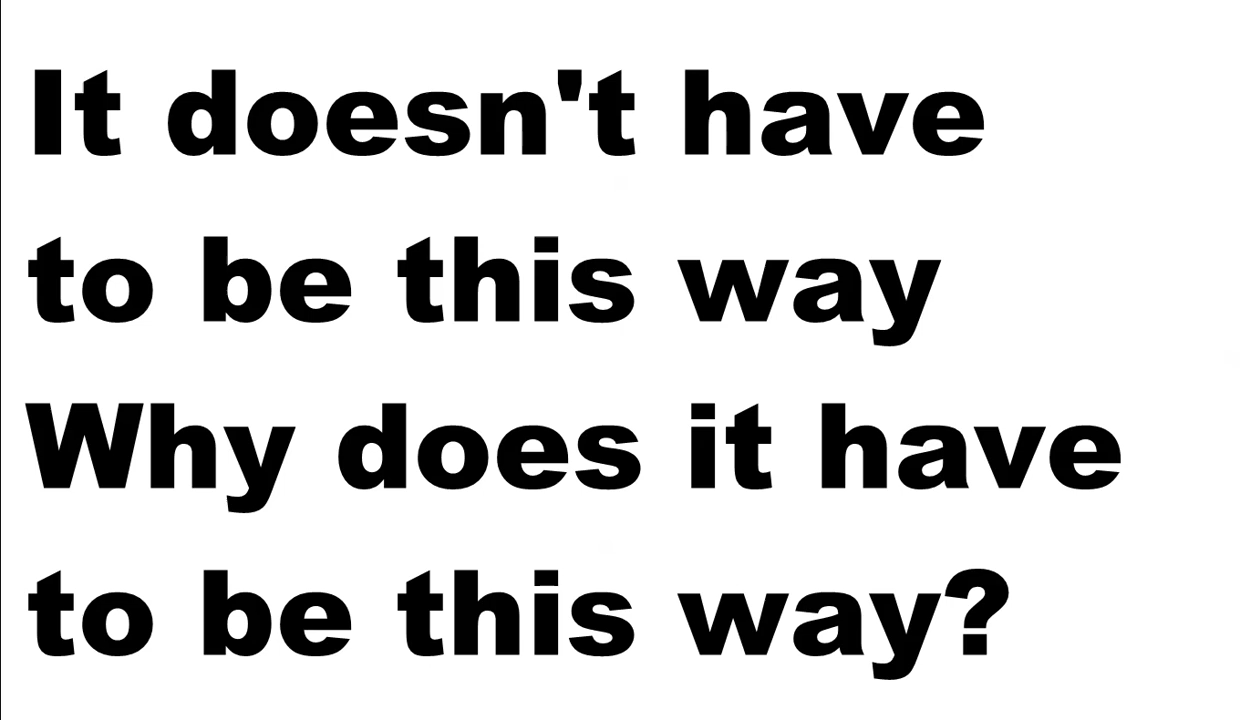 It doesn't have
to be this way
Why does it have
to be this way?